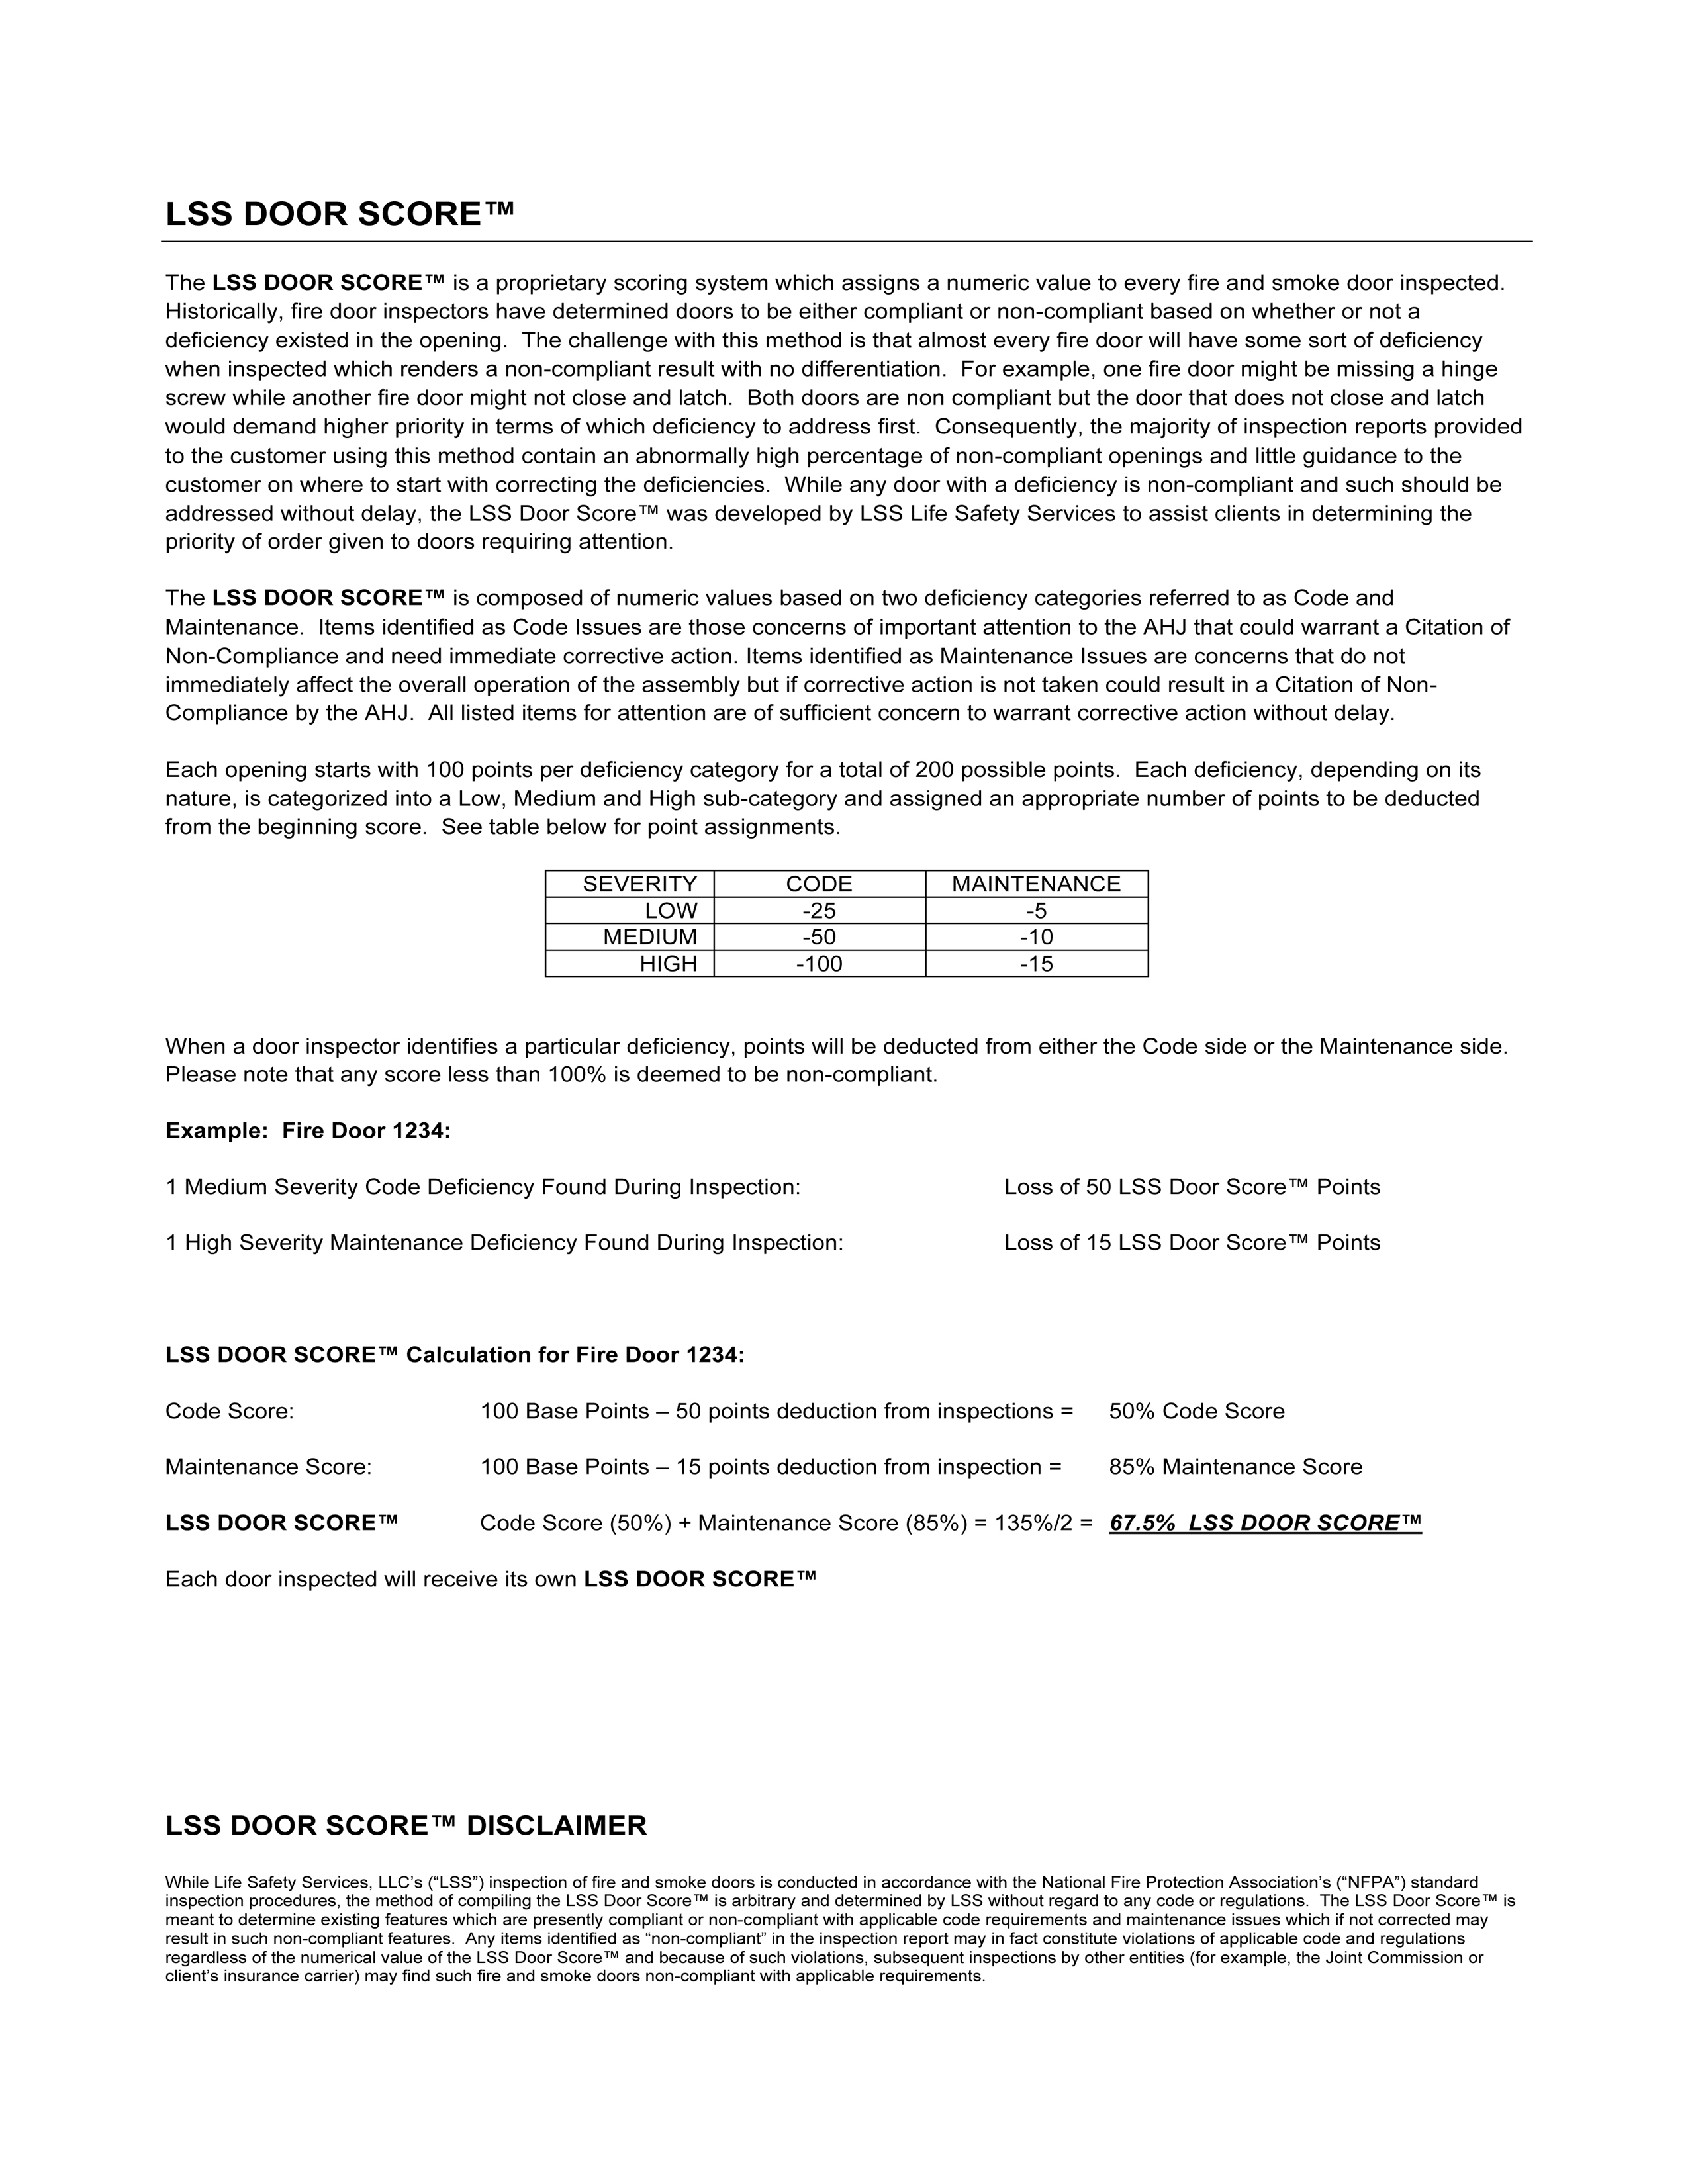 LSS DOOR SCORE™
The LSS DOOR SCORE™ is a proprietary scoring system which assigns a numeric value to every fire and smoke door inspected.
Historically, fire door inspectors have determined doors to be either compliant or non-compliant based on whether or not a
deficiency existed in the opening.  The challenge with this method is that almost every fire door will have some sort of deficiency
when inspected which renders a non-compliant result with no differentiation.  For example, one fire door might be missing a hinge
screw while another fire door might not close and latch.  Both doors are non compliant but the door that does not close and latch
would demand higher priority in terms of which deficiency to address first.  Consequently, the majority of inspection reports provided
to the customer using this method contain an abnormally high percentage of non-compliant openings and little guidance to the
customer on where to start with correcting the deficiencies.  While any door with a deficiency is non-compliant and such should be
addressed without delay, the LSS Door Score™ was developed by LSS Life Safety Services to assist clients in determining the
priority of order given to doors requiring attention.
The LSS DOOR SCORE™ is composed of numeric values based on two deficiency categories referred to as Code and
Maintenance.  Items identified as Code Issues are those concerns of important attention to the AHJ that could warrant a Citation of
Non-Compliance and need immediate corrective action. Items identified as Maintenance Issues are concerns that do not
immediately affect the overall operation of the assembly but if corrective action is not taken could result in a Citation of Non-
Compliance by the AHJ.  All listed items for attention are of sufficient concern to warrant corrective action without delay.
Each opening starts with 100 points per deficiency category for a total of 200 possible points.  Each deficiency, depending on its
nature, is categorized into a Low, Medium and High sub-category and assigned an appropriate number of points to be deducted
from the beginning score.  See table below for point assignments.
SEVERITY CODE MAINTENANCE
LOW -25 -5
MEDIUM -50 -10
HIGH -100 -15
When a door inspector identifies a particular deficiency, points will be deducted from either the Code side or the Maintenance side.
Please note that any score less than 100% is deemed to be non-compliant.
Example:  Fire Door 1234:
1 Medium Severity Code Deficiency Found During Inspection: Loss of 50 LSS Door Score™ Points
1 High Severity Maintenance Deficiency Found During Inspection: Loss of 15 LSS Door Score™ Points
LSS DOOR SCORE™ Calculation for Fire Door 1234:
Code Score: 100 Base Points – 50 points deduction from inspections = 50% Code Score
Maintenance Score: 100 Base Points – 15 points deduction from inspection = 85% Maintenance Score
LSS DOOR SCORE™ Code Score (50%) + Maintenance Score (85%) = 135%/2 = 67.5%  LSS DOOR SCORE™
Each door inspected will receive its own LSS DOOR SCORE™
LSS DOOR SCORE™ DISCLAIMER
While Life Safety Services, LLC’s (“LSS”) inspection of fire and smoke doors is conducted in accordance with the National Fire Protection Association’s (“NFPA”) standard
inspection procedures, the method of compiling the LSS Door Score™ is arbitrary and determined by LSS without regard to any code or regulations.  The LSS Door Score™ is
meant to determine existing features which are presently compliant or non-compliant with applicable code requirements and maintenance issues which if not corrected may
result in such non-compliant features.  Any items identified as “non-compliant” in the inspection report may in fact constitute violations of applicable code and regulations
regardless of the numerical value of the LSS Door Score™ and because of such violations, subsequent inspections by other entities (for example, the Joint Commission or
client’s insurance carrier) may find such fire and smoke doors non-compliant with applicable requirements.